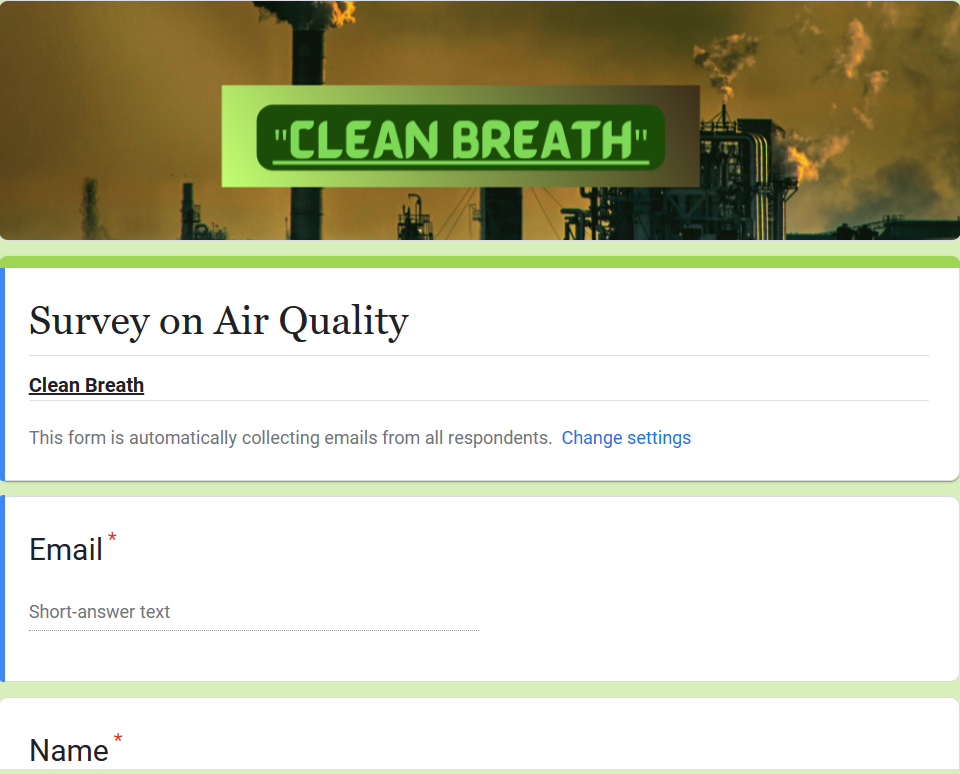 "CLEAN BREATH"
Survey on Air Quality
Clean Breath
This form is automatically collecting emails from all respondents. Change settings
Email *
Short-answer text
Name *